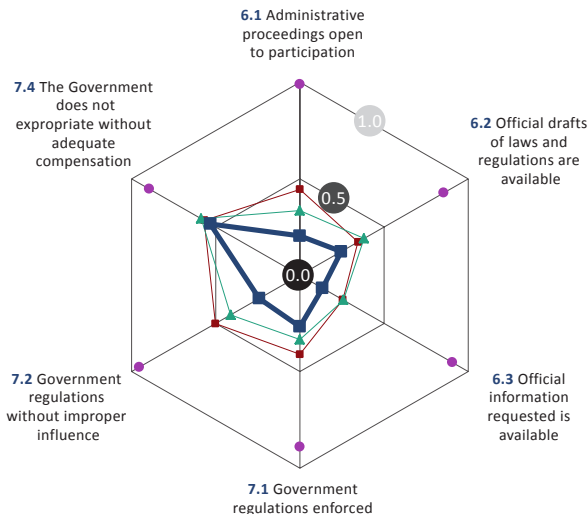 6.1 Administrative
proceedings open
to participation
7.4 The Government
does not
expropriate without
adequate
compensation
1.0
6.2 Official drafts
of laws and
regulations are
available
0.5
0.0
7.2 Government
regulations
without improper
influence
6.3 Official
information
requested is
available
7.1 Government
regulations enforced